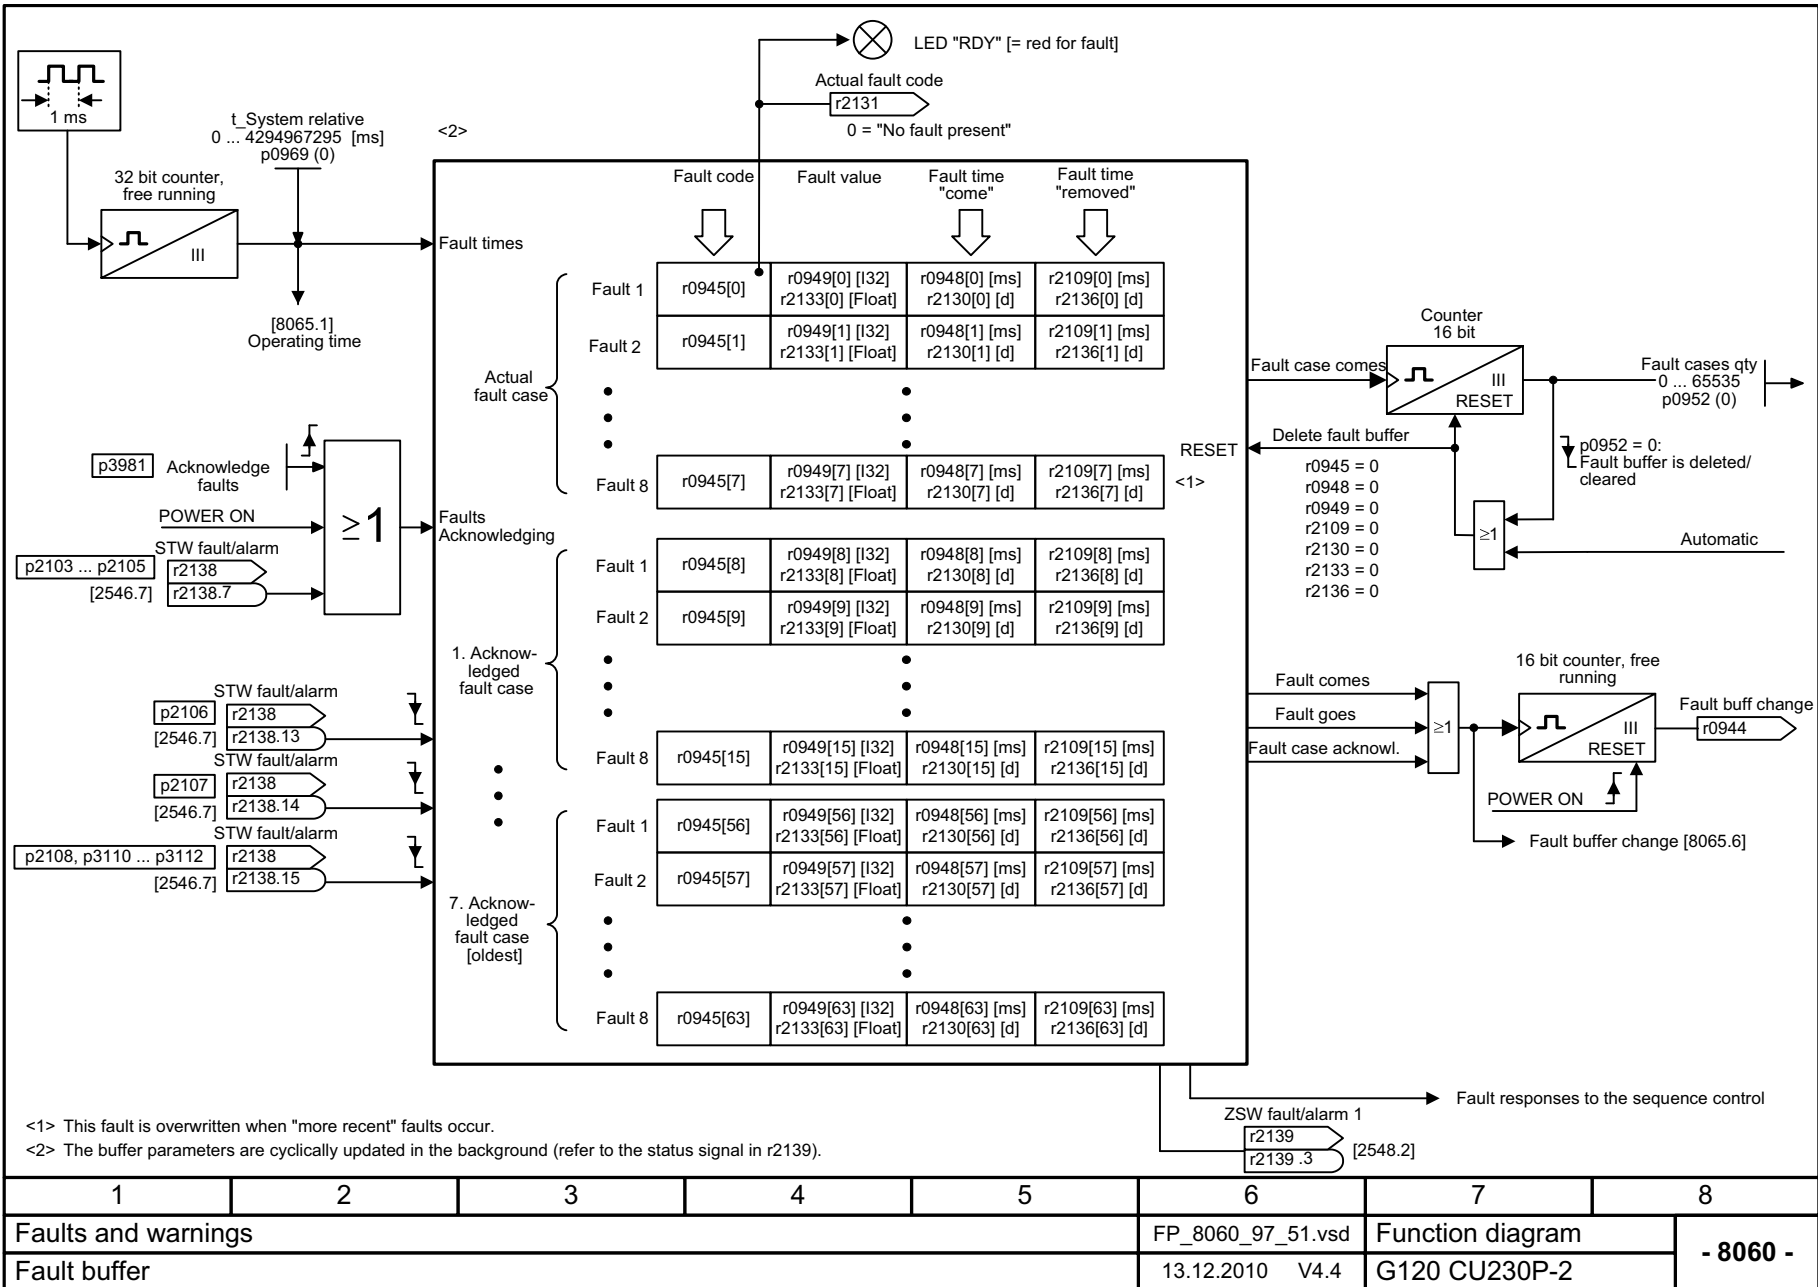 LED "RDY" [= red for fault]
Actual fault code
r2131
0 = "No fault present"
1 ms
t_System relative
0 ... 4294967295 [ms]
p0969 (0)
<2>
32 bit counter,
free running
III
[8065.1]
Operating time
Fault times
Fault code
Fault value
Fault time
"come"
Fault time
"removed"
Actual
fault case
Fault 1
r0945[0]
r0949[0] [I32]
r2133[0] [Float]
r0948[0] [ms]
r2130[0] [d]
r2109[0] [ms]
r2136[0] [d]
Fault 2
r0945[1]
r0949[1] [I32]
r2133[1] [Float]
r0948[1] [ms]
r2130[1] [d]
r2109[1] [ms]
r2136[1] [d]
Fault 8
r0945[7]
r0949[7] [I32]
r2133[7] [Float]
r0948[7] [ms]
r2130[7] [d]
r2109[7] [ms]
r2136[7] [d]
p3981
Acknowledge
faults
POWER ON
STW fault/alarm
p2103 ... p2105
r2138
[2546.7]
r2138.7
≥1
Faults
Acknowledging
1. Acknow-
ledged
fault case
Fault 1
r0945[8]
r0949[8] [I32]
r2133[8] [Float]
r0948[8] [ms]
r2130[8] [d]
r2109[8] [ms]
r2136[8] [d]
Fault 2
r0945[9]
r0949[9] [I32]
r2133[9] [Float]
r0948[9] [ms]
r2130[9] [d]
r2109[9] [ms]
r2136[9] [d]
Fault 8
r0945[15]
r0949[15] [I32]
r2133[15] [Float]
r0948[15] [ms]
r2130[15] [d]
r2109[15] [ms]
r2136[15] [d]
STW fault/alarm
p2106
r2138
[2546.7]
r2138.13
STW fault/alarm
p2107
r2138
[2546.7]
r2138.14
STW fault/alarm
p2108, p3110 ... p3112
r2138
[2546.7]
r2138.15
7. Acknow-
ledged
fault case
[oldest]
Fault 1
r0945[56]
r0949[56] [I32]
r2133[56] [Float]
r0948[56] [ms]
r2130[56] [d]
r2109[56] [ms]
r2136[56] [d]
Fault 2
r0945[57]
r0949[57] [I32]
r2133[57] [Float]
r0948[57] [ms]
r2130[57] [d]
r2109[57] [ms]
r2136[57] [d]
Fault 8
r0945[63]
r0949[63] [I32]
r2133[63] [Float]
r0948[63] [ms]
r2130[63] [d]
r2109[63] [ms]
r2136[63] [d]
Counter
16 bit
Fault case comes
III
RESET
Fault cases qty
0 ... 65535
p0952 (0)
RESET
<1>
Delete fault buffer
r0945 = 0
r0948 = 0
r0949 = 0
r2109 = 0
r2130 = 0
r2133 = 0
r2136 = 0
p0952 = 0:
Fault buffer is deleted/
cleared
≥1
Automatic
Fault comes
Fault goes
Fault case acknowl.
≥1
16 bit counter, free
running
III
RESET
Fault buff change
r0944
POWER ON
Fault buffer change [8065.6]
Fault responses to the sequence control
ZSW fault/alarm 1
r2139
r2139 .3
[2548.2]
<1> This fault is overwritten when "more recent" faults occur.
<2> The buffer parameters are cyclically updated in the background (refer to the status signal in r2139).
1 2 3 4 5 6 7 8
Faults and warnings
FP_8060_97_51.vsd
Function diagram
- 8060 -
Fault buffer
13.12.2010 V4.4
G120 CU230P-2